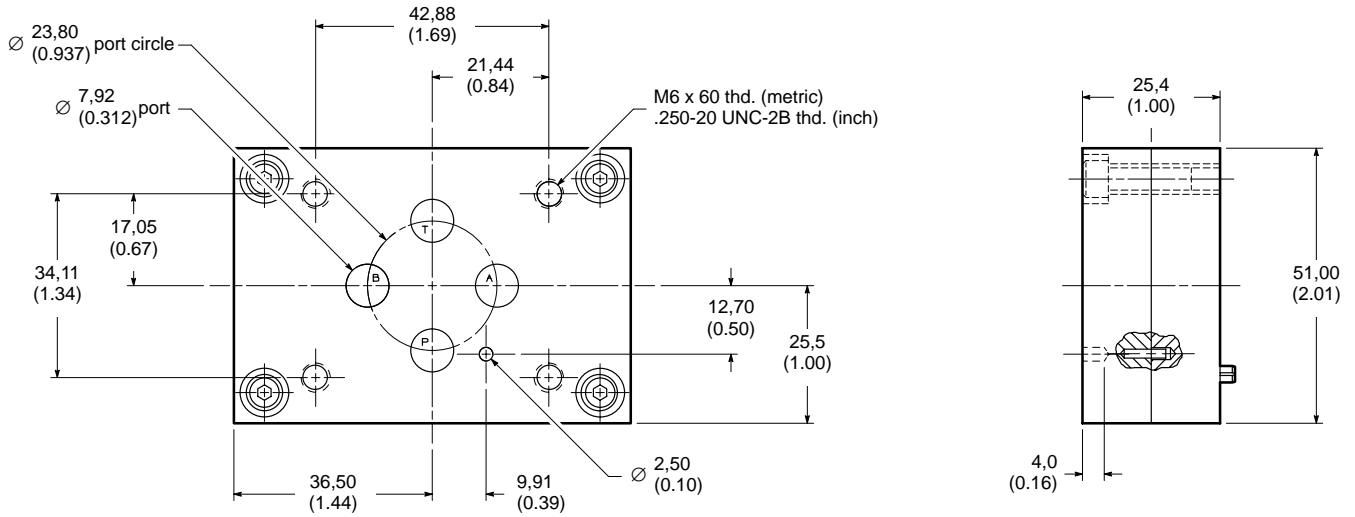 42,88
(1.69)
Ø 23,80 port circle
(0.937)
21,44
(0.84)
Ø 7,92 port
(0.312)
M6 x 60 thd. (metric)
.250-20 UNC-2B thd. (inch)
25,4
(1.00)
T
17,05
(0.67)
34,11
(1.34)
B
A
P
12,70
(0.50)
25,5
(1.00)
51,00
(2.01)
36,50
(1.44)
9,91
(0.39)
Ø 2,50
(0.10)
4,0
(0.16)